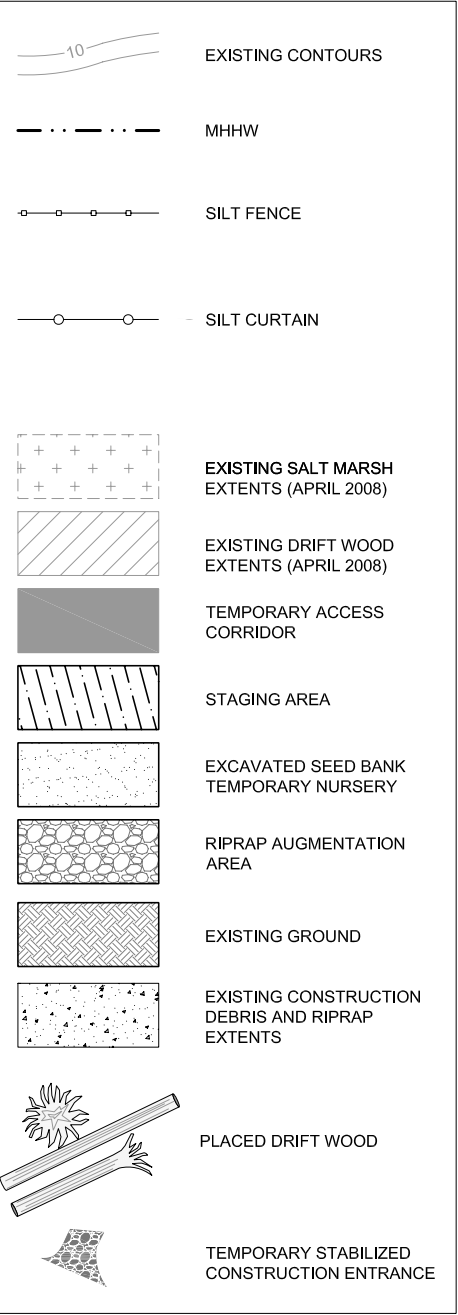 10
EXISTING CONTOURS
MHHW
SILT FENCE
SILT CURTAIN
EXISTING SALT MARSH
EXTENTS (APRIL 2008)
EXISTING DRIFT WOOD
EXTENTS (APRIL 2008)
TEMPORARY ACCESS
CORRIDOR
STAGING AREA
EXCAVATED SEED BANK
TEMPORARY NURSERY
RIPRAP AUGMENTATION
AREA
EXISTING GROUND
EXISTING CONSTRUCTION
DEBRIS AND RIPRAP
EXTENTS
PLACED DRIFT WOOD
TEMPORARY STABILIZED
CONSTRUCTION ENTRANCE